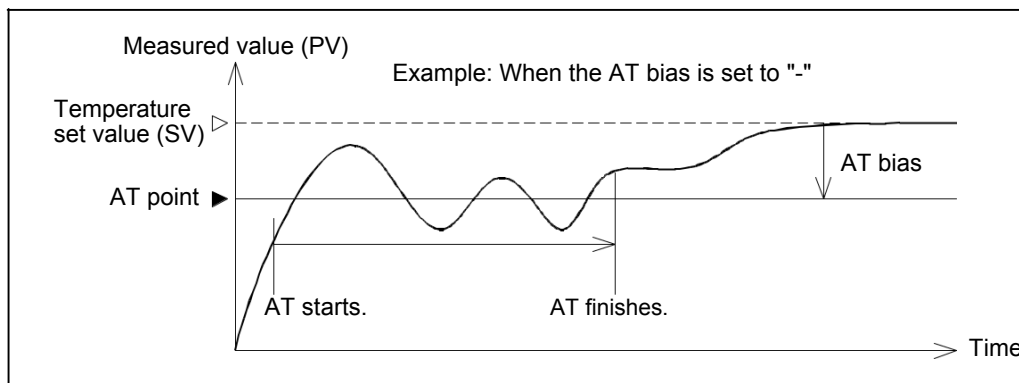 Measured value (PV)
Example: When the AT bias is set to "-"
Temperature
set value (SV)
AT bias
AT point
AT starts.
AT finishes.
Time